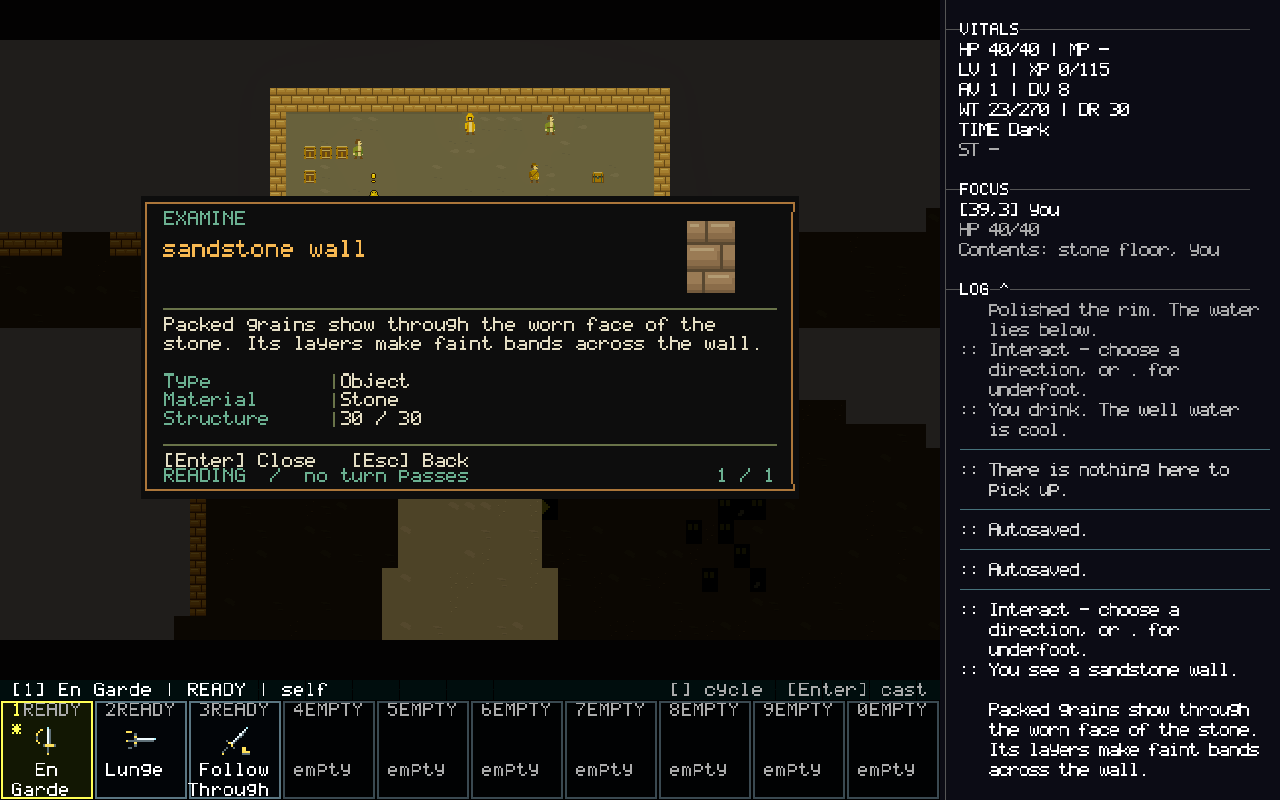 EXAMINE
sandstone wall
Packed grains show through the worn face of the
stone. Its layers make faint bands across the wall.
Type | Object
Material | Stone
Structure | 30 / 30
[Enter] Close [Esc] Back
READING / no turn passes 1 / 1
VITALS
HP 40/40 | MP -
LV 1 | XP 0/115
AV 1 | DV 8
WT 23/270 | DR 30
TIME Dark
ST -
FOCUS
[39,3] You
HP 40/40
Contents: stone floor, you
LOG ^
Polished the rim. The water
lies below.
:: Interact - choose a
direction, or . for
underfoot.
:: You drink. The well water
is cool.
:: There is nothing here to
pick up.
:: Autosaved.
:: Autosaved.
:: Interact - choose a
direction, or . for
underfoot.
:: You see a sandstone wall.
Packed grains show through
the worn face of the stone.
Its layers make faint bands
across the wall.
[1] En Garde | READY | self [] cycle [Enter] cast
1READY 2READY 3READY 4EMPTY 5EMPTY 6EMPTY 7EMPTY 8EMPTY 9EMPTY 0EMPTY
*
En Garde
Lunge
Follow Through
empty empty empty empty empty empty empty